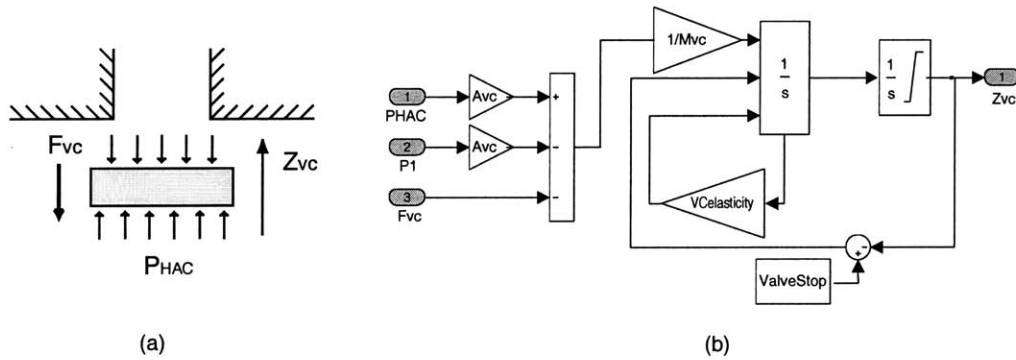 Fvc
Zvc
PHAC
(a)
1
PHAC
2
P1
3
Fvc
Avc
Avc
+
−
−
1/Mvc
1
s
VCelasticity
1
s
1
Zvc
−
+
ValveStop
(b)